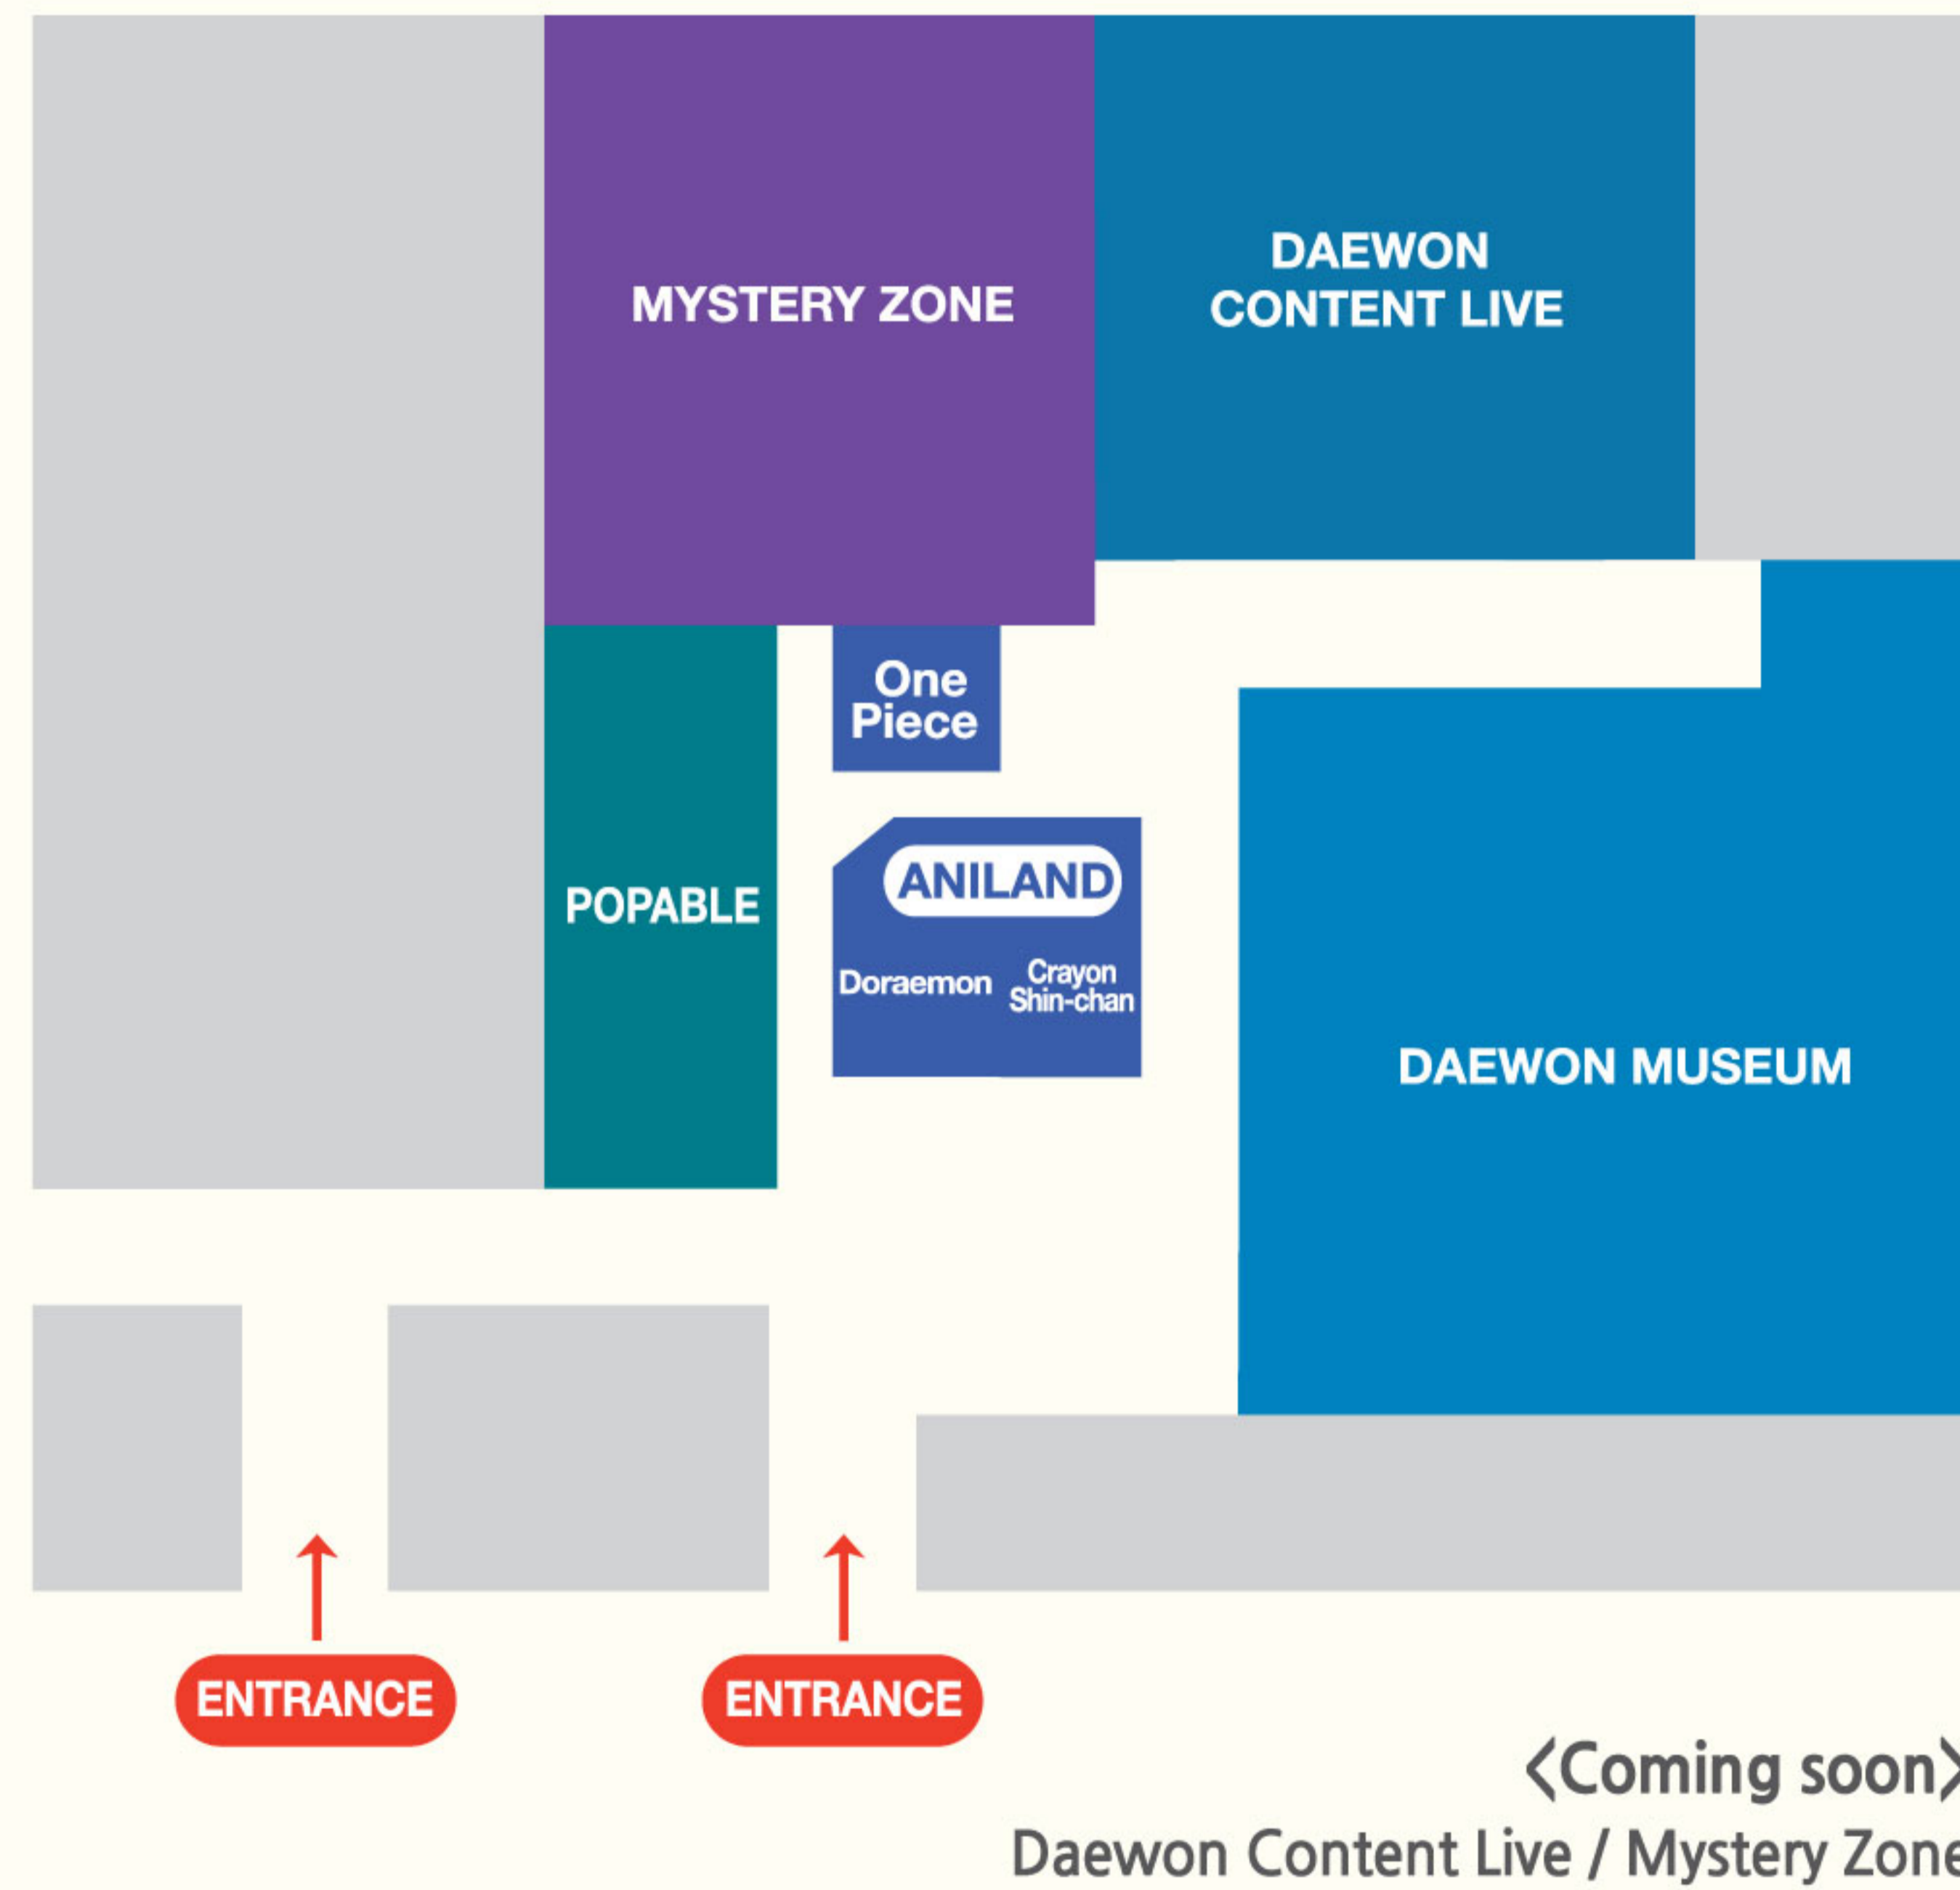 MYSTERY ZONE
DAEWON
CONTENT LIVE
One
Piece
POPABLE
ANILAND
Doraemon
Crayon
Shin-chan
DAEWON MUSEUM
ENTRANCE
ENTRANCE
<Coming soon>
Daewon Content Live / Mystery Zone